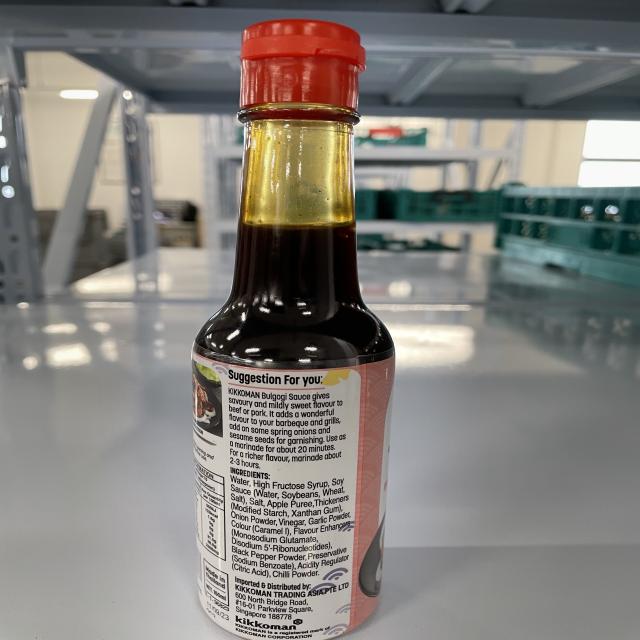 Suggestion For you:
KIKKOMAN Bulgogi Sauce gives
savoury and mildly sweet flavour to
beef or pork. It adds a wonderful
flavour to your barbeque and grills,
add on some spring onions and
sesame seeds for garnishing. Use as
a marinade for about 20 minutes.
For a richer flavour, marinade about
2-3 hours.
INGREDIENTS:
Water, High Fructose Syrup, Soy
Sauce (Water, Soybeans, Wheat,
Salt), Salt, Apple Puree,Thickeners
(Modified Starch, Xanthan Gum),
Onion Powder, Vinegar, Garlic Powder,
Colour (Caramel I), Flavour Enhancer
(Monosodium Glutamate,
Disodium 5'-Ribonucleotides),
Black Pepper Powder, Preservative
(Sodium Benzoate), Acidity Regulator
(Citric Acid), Chilli Powder.
Imported & Distributed by:
KIKKOMAN TRADING ASIA PTE LTD
600 North Bridge Road,
#16-01 Parkview Square,
Singapore 188778
kikkoman®
KIKKOMAN is a registered mark of
KIKKOMAN CORPORATION